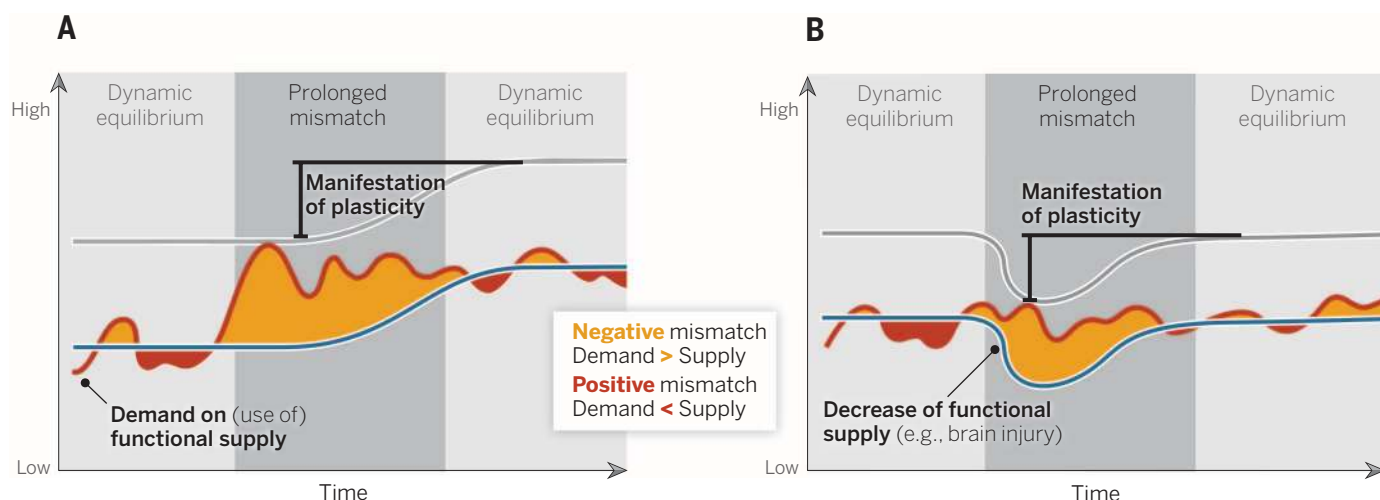 A
High
Dynamic
equilibrium
Prolonged
mismatch
Dynamic
equilibrium
Manifestation
of plasticity
Demand on (use of)
functional supply
Low
Time
Negative mismatch
Demand > Supply
Positive mismatch
Demand < Supply
B
High
Dynamic
equilibrium
Prolonged
mismatch
Dynamic
equilibrium
Manifestation
of plasticity
Decrease of functional
supply (e.g., brain injury)
Low
Time